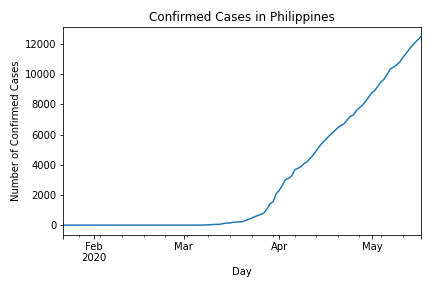 Confirmed Cases in Philippines
Number of Confirmed Cases
12000
10000
8000
6000
4000
2000
0
Feb
2020
Mar
Apr
May
Day